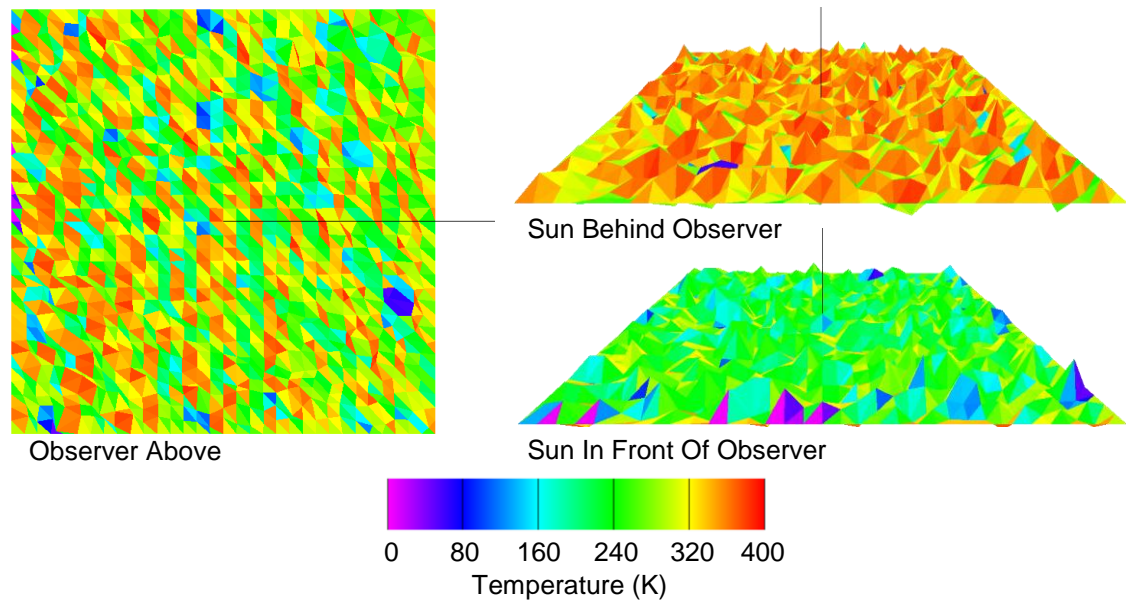 Sun Behind Observer
Observer Above
Sun In Front Of Observer
0 80 160 240 320 400
Temperature (K)